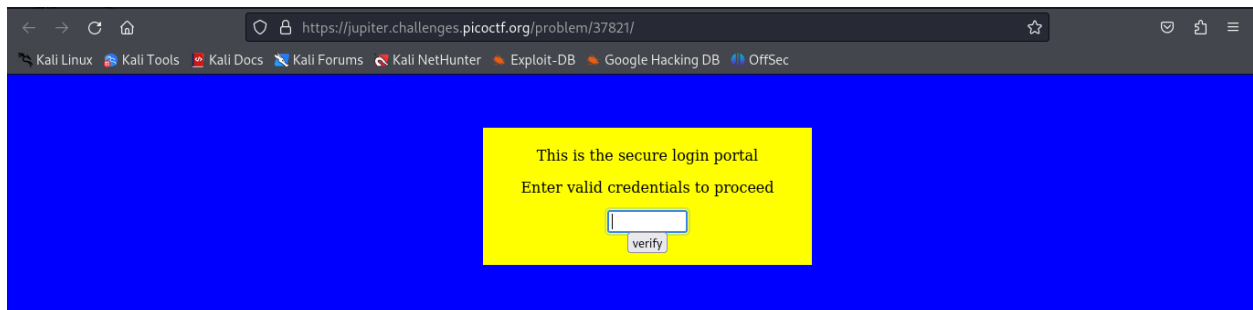 https://jupiter.challenges.picoctf.org/problem/37821/
Kali Linux Kali Tools Kali Docs Kali Forums Kali NetHunter Exploit-DB Google Hacking DB OffSec
This is the secure login portal
Enter valid credentials to proceed
verify